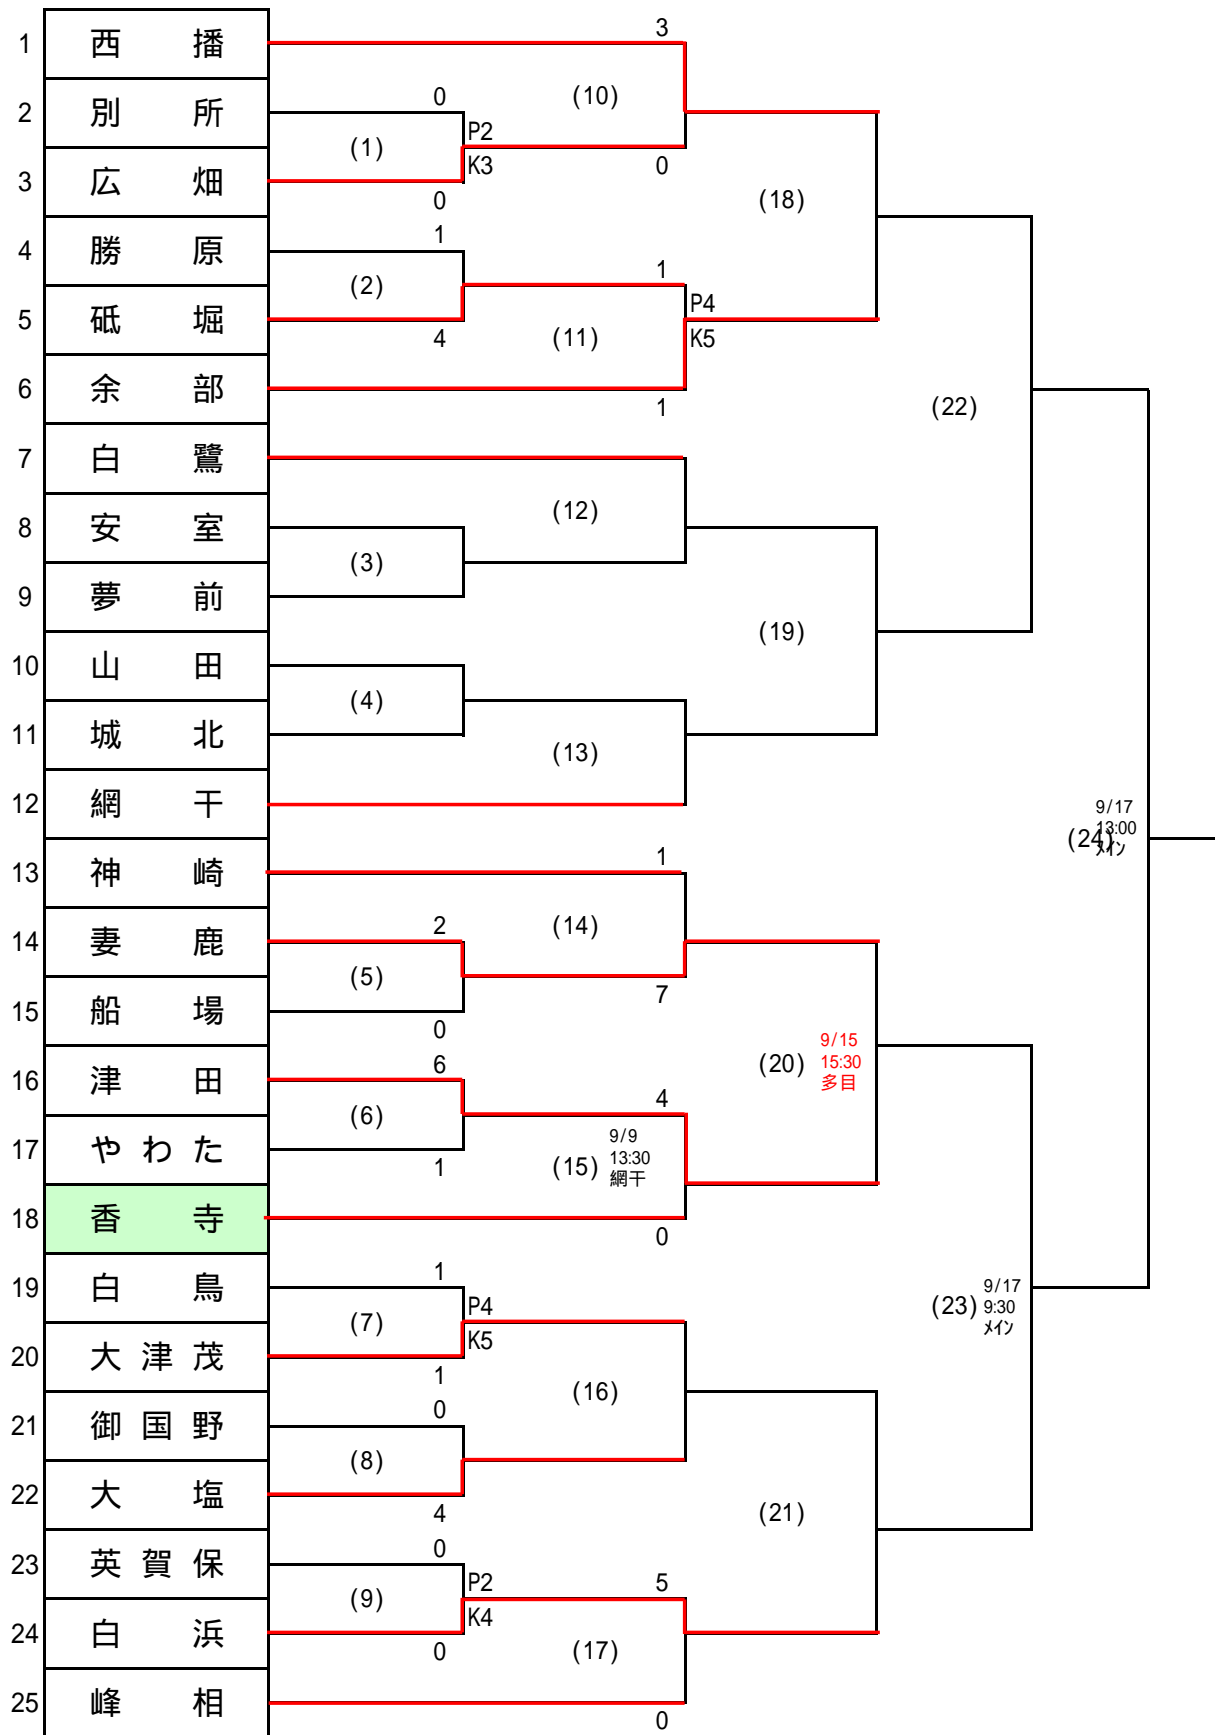 3
1 西播
0
(10)
2 別所
P2
(1)
K3
0
3 広畑
0
(18)
1
4 勝原
1
(2)
P4
5 砥堀
4
(11)
K5
6 余部
1
(22)
7 白鷺
(12)
8 安室
(3)
9 夢前
(19)
10 山田
(4)
11 城北
(13)
12 網干
9/17
13:00
(24)
メイン
1
13 神崎
2
(14)
14 妻鹿
(5)
7
15 船場
0
9/15
(20)
15:30
6
多目
16 津田
4
(6)
9/9
17 やわた
13:30
1
(15)
網干
18 香寺
0
1
19 白鳥
9/17
P4
(23)
9:30
(7)
メイン
K5
20 大津茂
1
(16)
0
21 御国野
(8)
22 大塩
4
(21)
0
23 英賀保
P2
5
(9)
K4
24 白浜
0
(17)
25 峰相
0